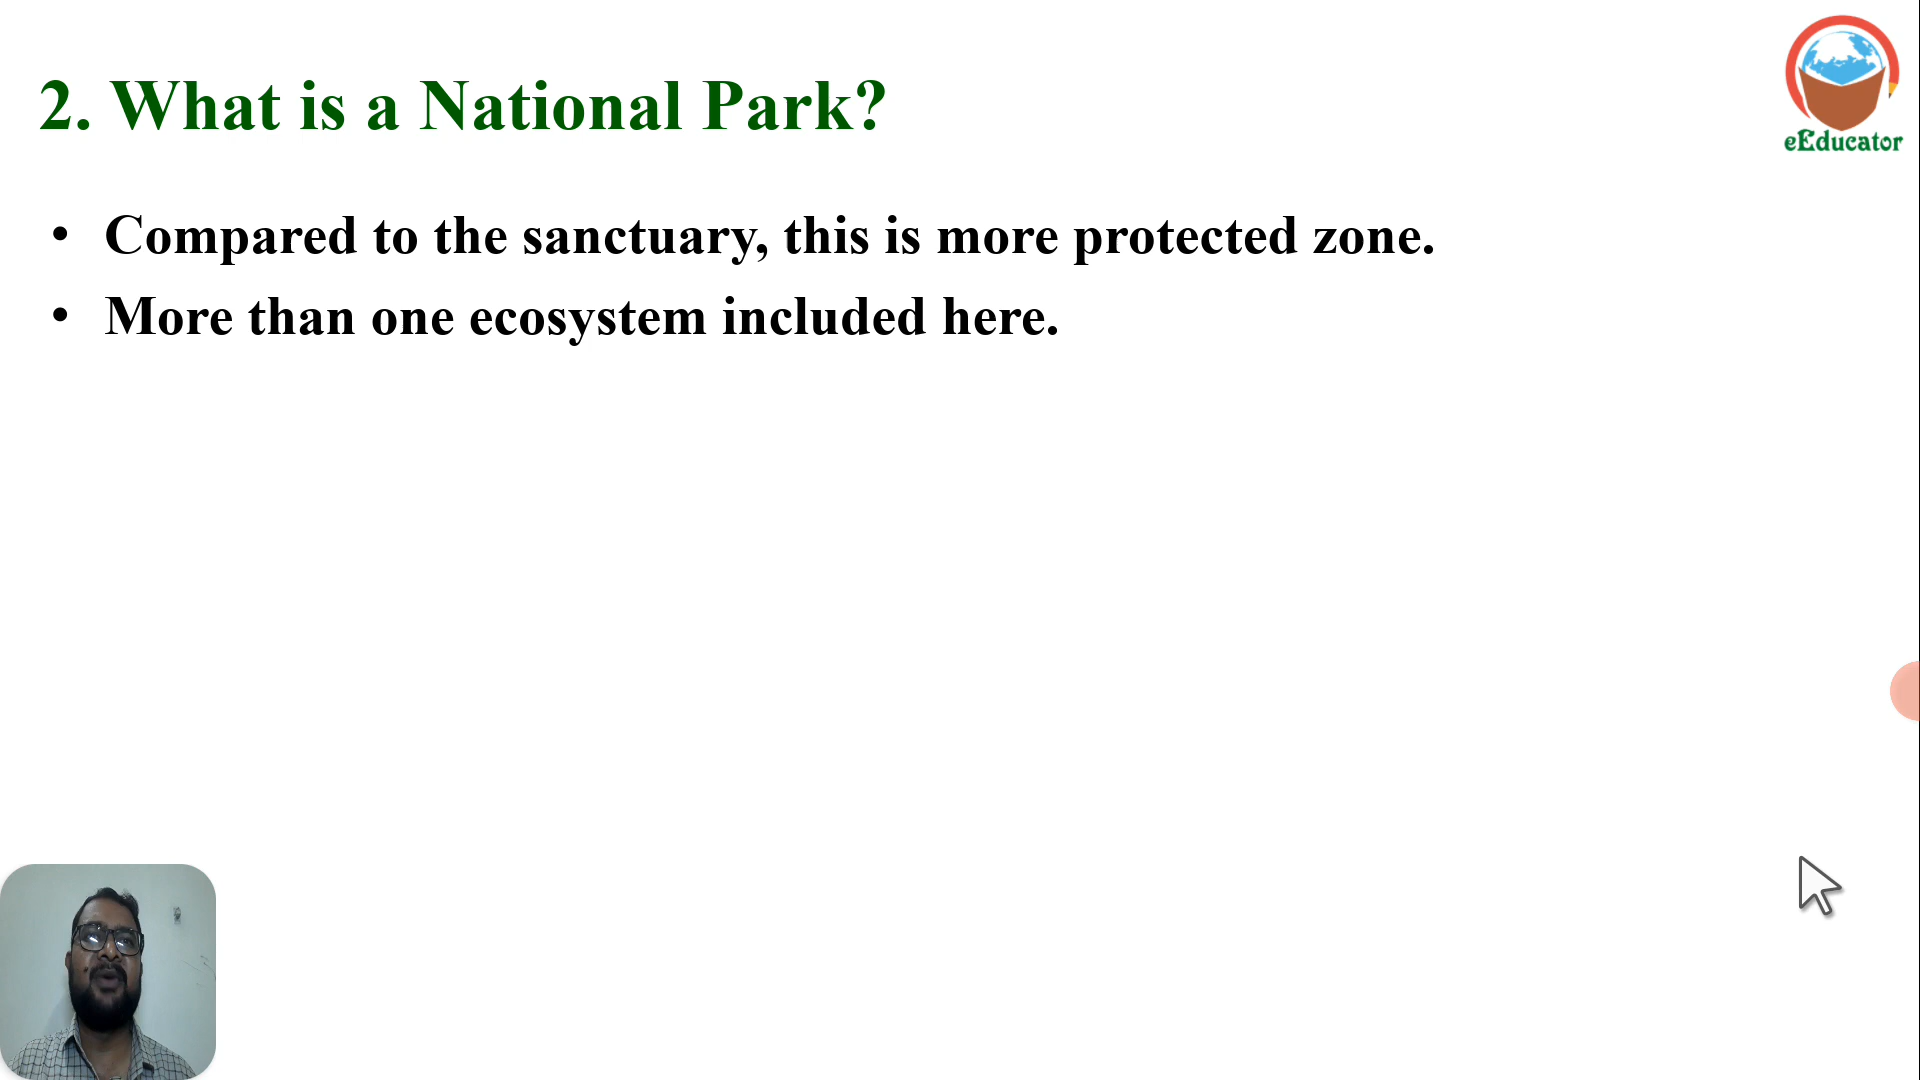 2. What is a National Park?
eEducator
• Compared to the sanctuary, this is more protected zone.
• More than one ecosystem included here.